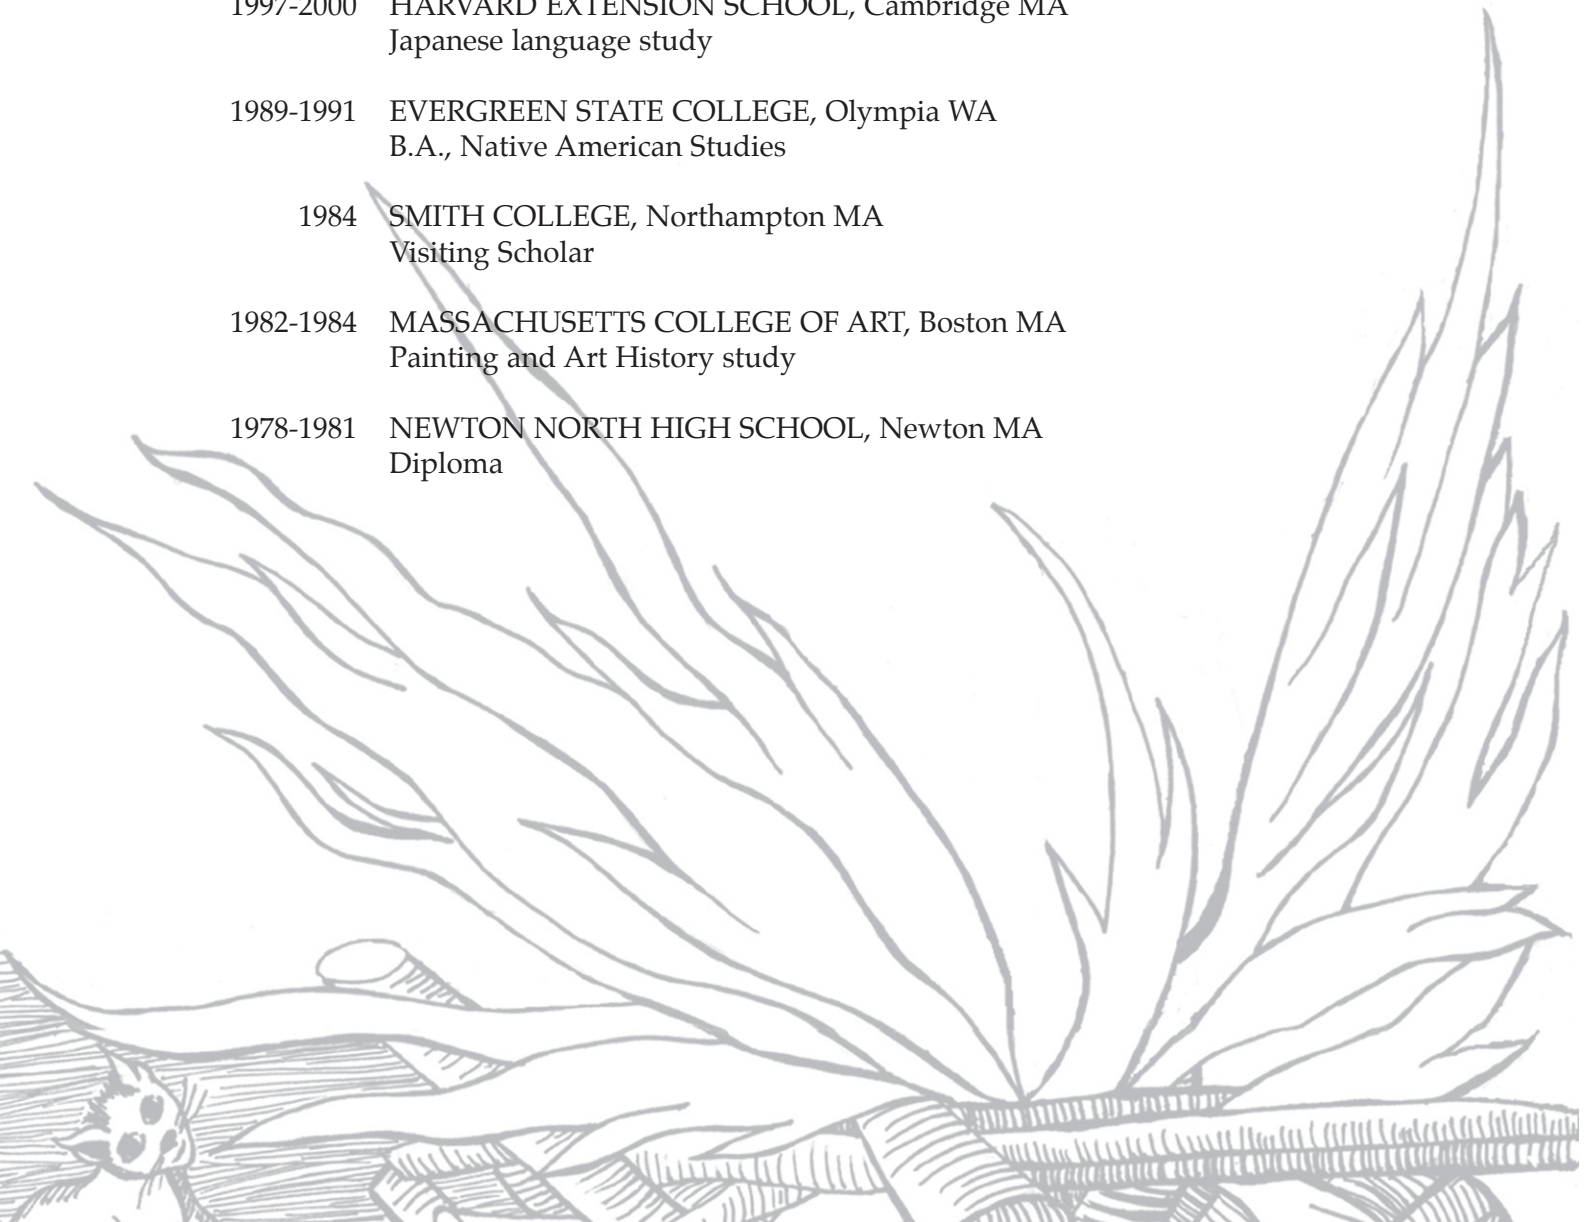 1997-2000 HARVARD EXTENSION SCHOOL, Cambridge MA
Japanese language study
1989-1991 EVERGREEN STATE COLLEGE, Olympia WA
B.A., Native American Studies
1984 SMITH COLLEGE, Northampton MA
Visiting Scholar
1982-1984 MASSACHUSETTS COLLEGE OF ART, Boston MA
Painting and Art History study
1978-1981 NEWTON NORTH HIGH SCHOOL, Newton MA
Diploma